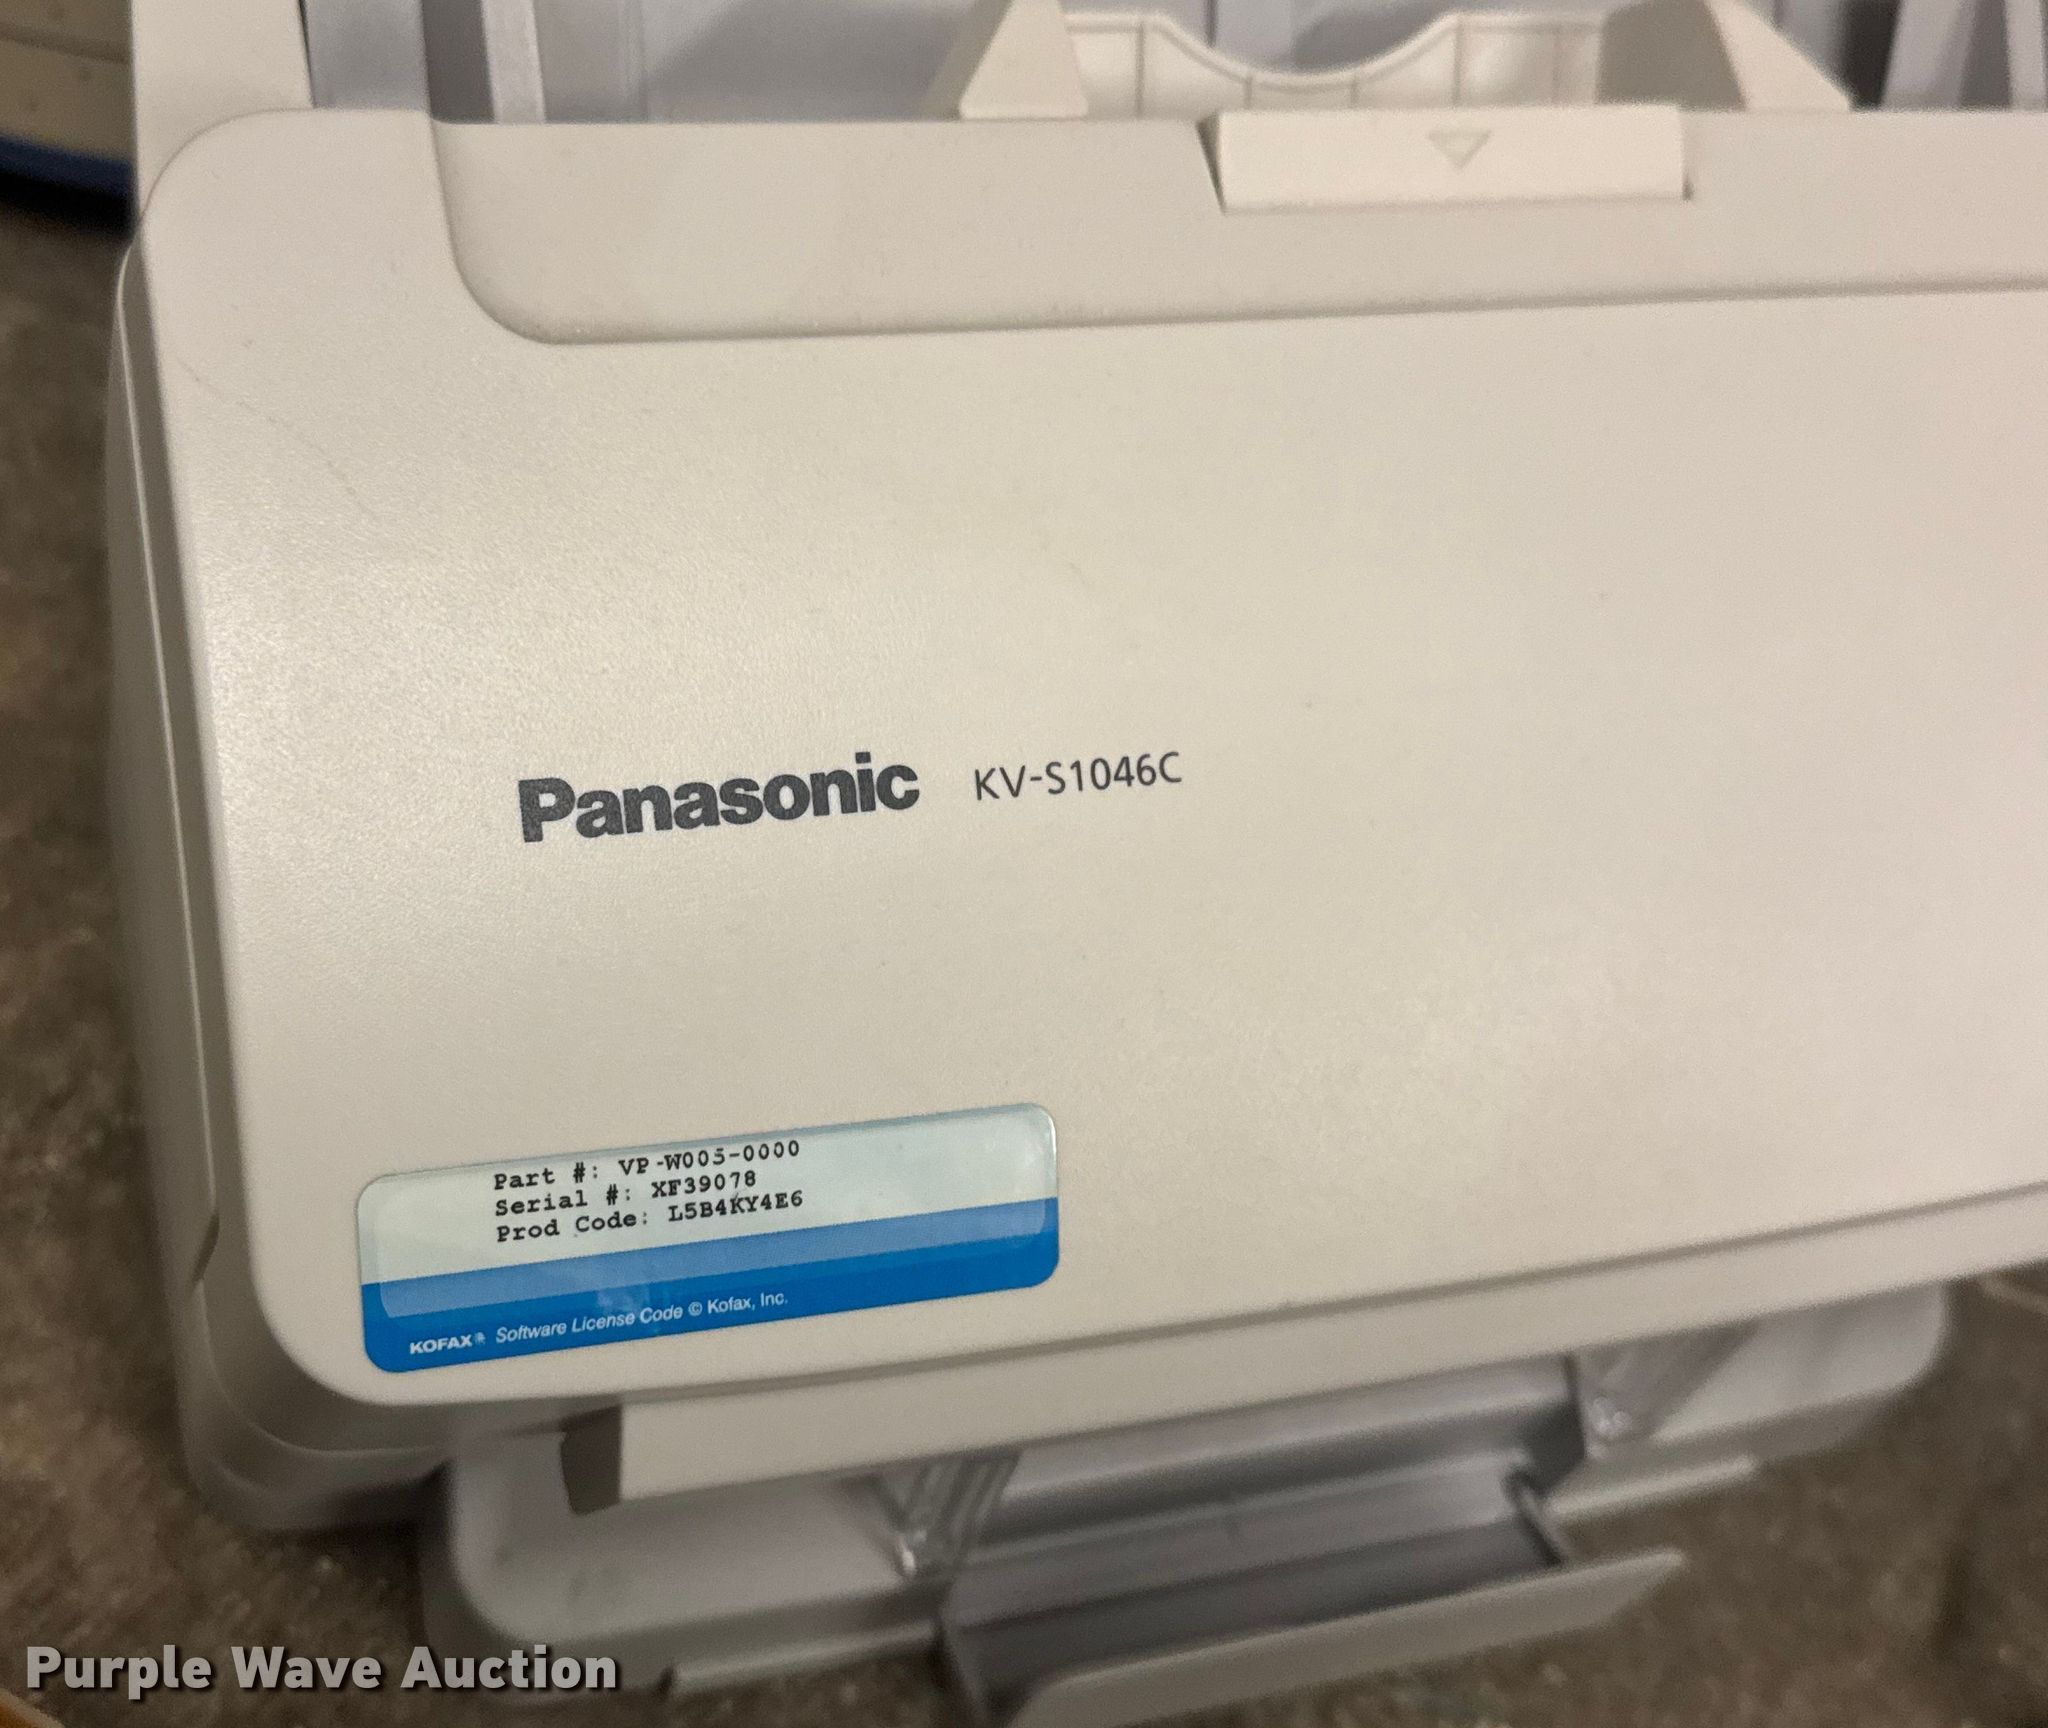 Panasonic KV-S1046C
Part #: VP-W005-0000
Serial #: XF39078
Prod Code: L5B4KY4E6
KOFAX® Software License Code © Kofax, Inc.
Purple Wave Auction